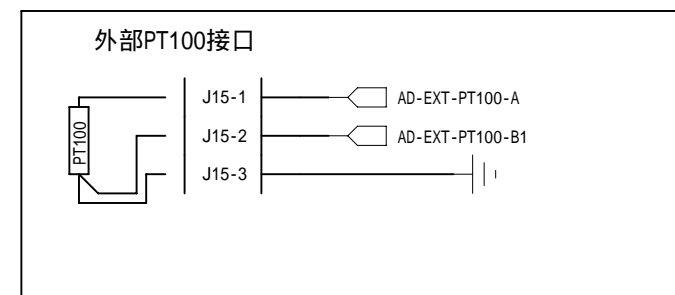 外部PT100接口
J15-1
AD-EXT-PT100-A
PT100
J15-2
AD-EXT-PT100-B1
J15-3